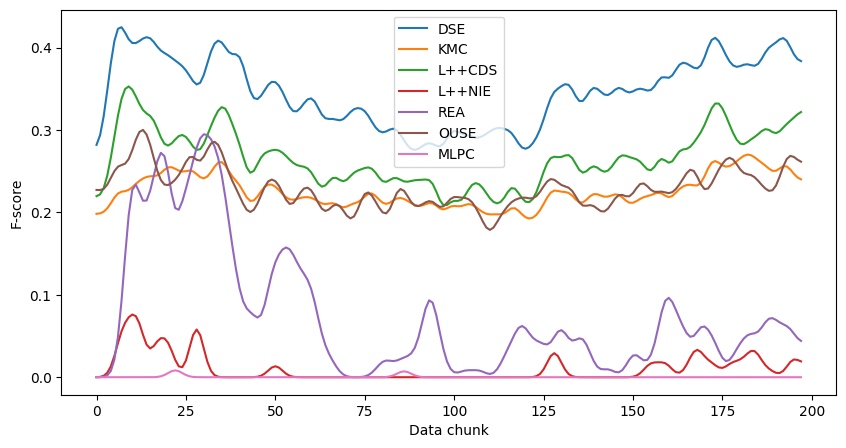 DSE
KMC
L++CDS
L++NIE
REA
OUSE
MLPC
0.4
0.3
0.2
0.1
0.0
F-score
0 25 50 75 100 125 150 175 200
Data chunk